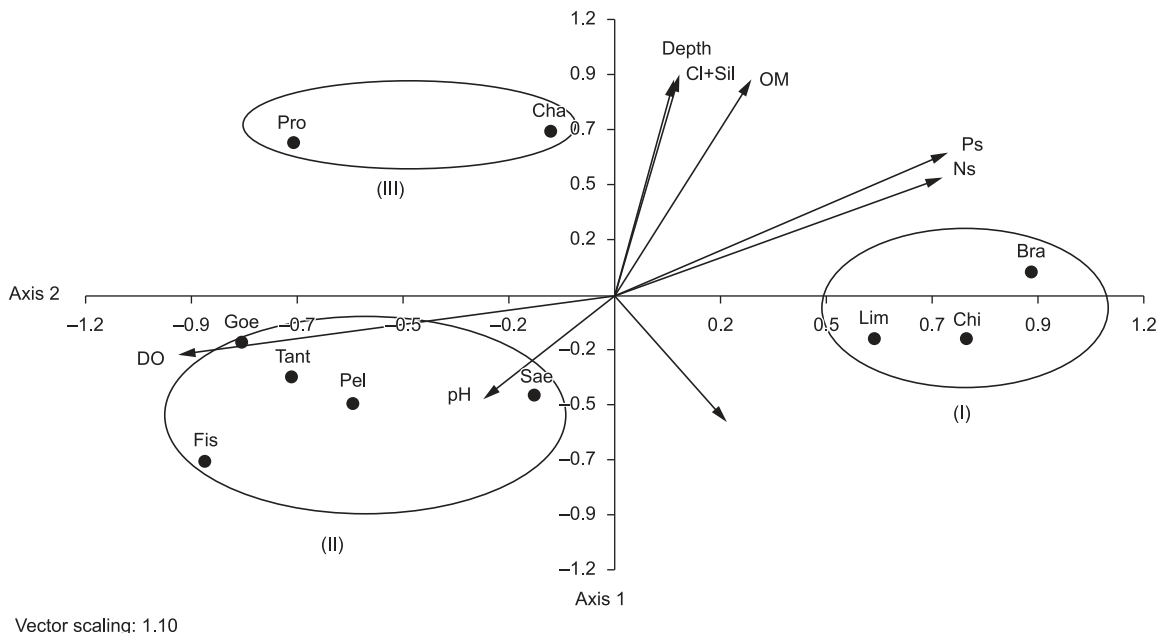 1.2
Depth
0.9
Cl+Sil
OM
Cha
Pro
0.7
Ps
(III)
Ns
0.5
0.2
Bra
Axis 2
–1.2 –0.9 –0.7 –0.5 –0.2 0.2 0.5 0.7 0.9 1.2
Goe
Lim Chi
DO
–0.2
Tant
Pel
Sae
pH
–0.5
(I)
Fis
–0.7
–0.9
(II)
–1.2
Axis 1
Vector scaling: 1.10